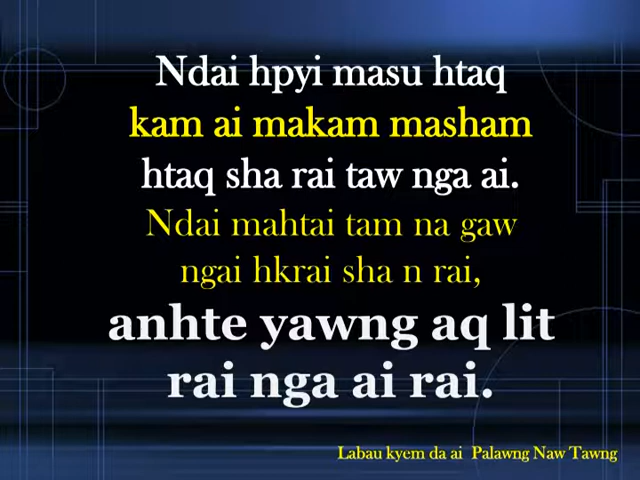 Ndai hpyi masu htaq
kam ai makam masham
htaq sha rai taw nga ai.
Ndai mahtai tam na gaw
ngai hkrai sha n rai,
anhte yawng aq lit
rai nga ai rai.
Labau kyem da ai Palawng Naw Tawng